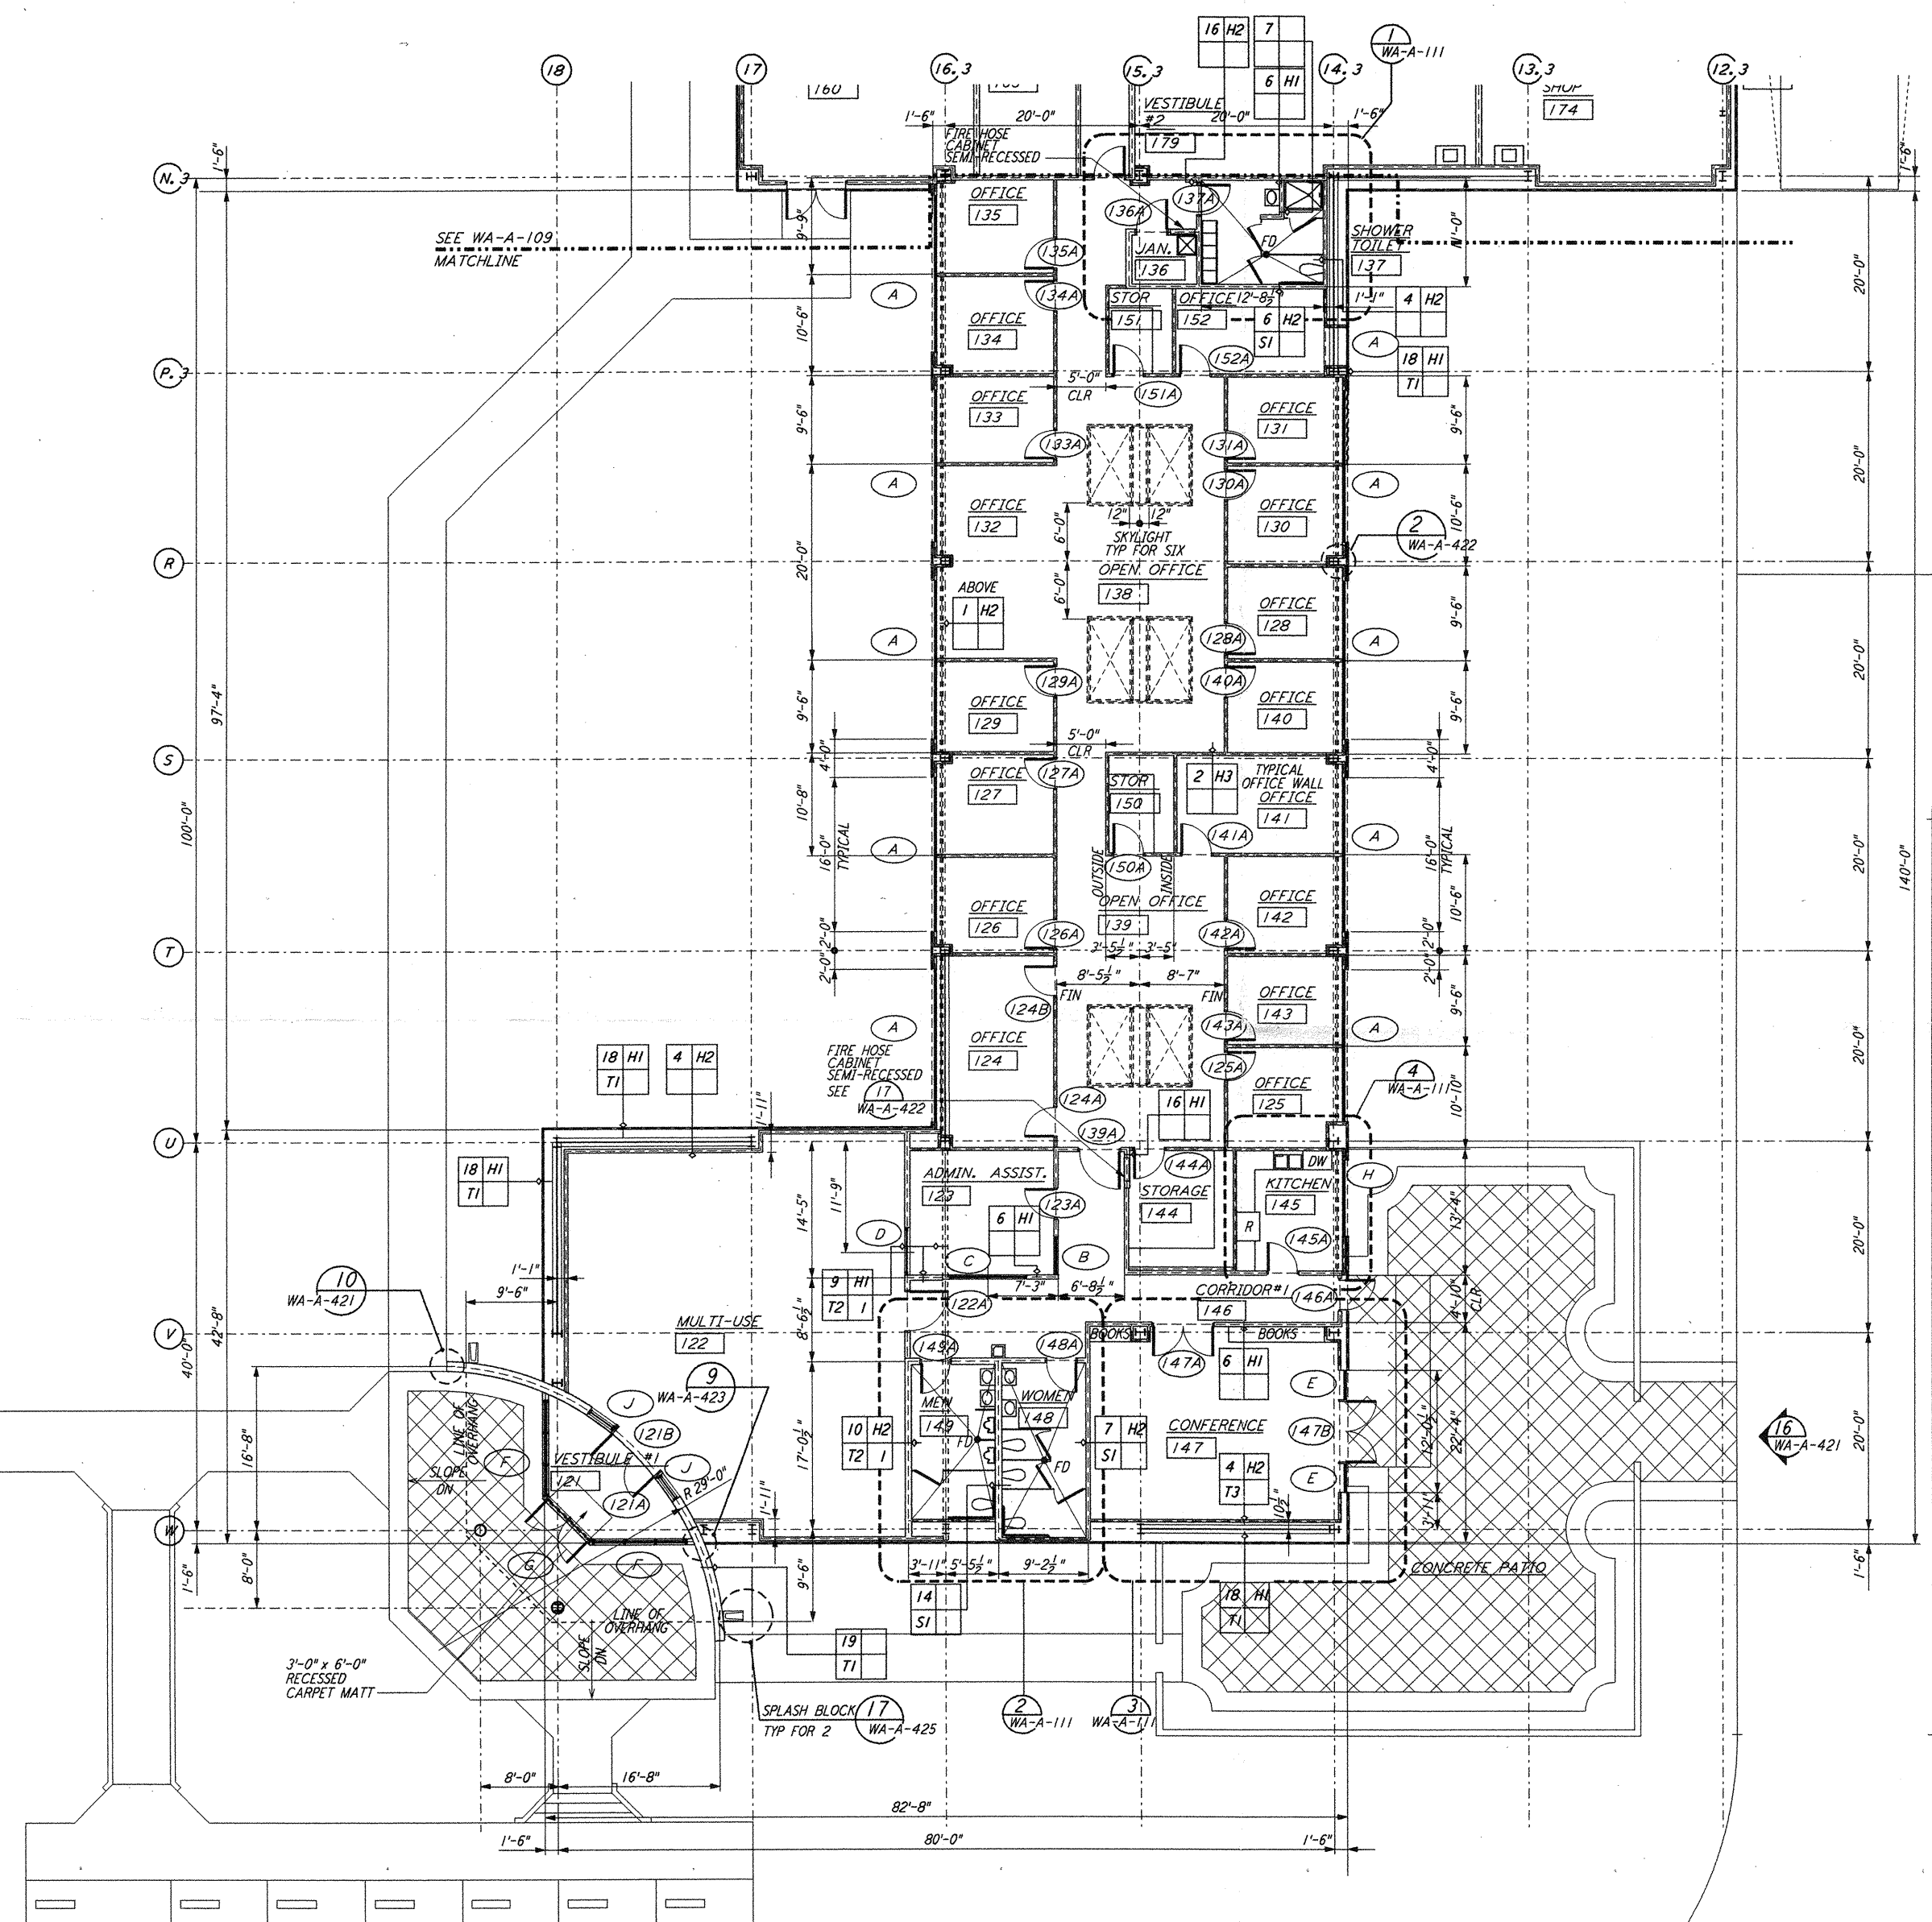 16 H2
7
6 H1
1
WA-A-111
18
17
16.3
15.3
14.3
13.3
12.3
160
SHOP
174
VESTIBULE
#2
179
1'-6"
20'-0"
20'-0"
1'-6"
FIRE HOSE
CABINET
SEMI-RECESSED
1'-6"
1'-6"
N.3
OFFICE
135
136A
137A
9'-9"
11'-0"
SEE WA-A-109
MATCHLINE
135A
JAN.
136
FD
SHOWER
TOILET
137
20'-0"
A
134A
STOR
151
OFFICE
152
12'-8½"
1'-1"
4 H2
OFFICE
134
10'-6"
6 H2
S1
A
152A
18 H1
T1
P.3
5'-0"
CLR
151A
OFFICE
133
OFFICE
131
9'-6"
9'-6"
133A
131A
20'-0"
A
130A
A
OFFICE
132
6'-0"
12"
12"
SKYLIGHT
TYP FOR SIX
OFFICE
130
10'-6"
2
WA-A-422
R
20'-0"
OPEN OFFICE
138
ABOVE
1 H2
6'-0"
OFFICE
128
9'-6"
A
128A
A
20'-0"
129A
140A
97'-4"
OFFICE
129
OFFICE
140
9'-6"
9'-6"
S
5'-0"
CLR
4'-0"
4'-0"
127A
OFFICE
127
STOR
150
2 H3
TYPICAL
OFFICE WALL
OFFICE
141
10'-8"
100'-0"
A
141A
A
16'-0"
TYPICAL
16'-0"
TYPICAL
20'-0"
140'-0"
150A
OUTSIDE
INSIDE
OPEN OFFICE
139
OFFICE
126
OFFICE
142
10'-6"
126A
142A
2'-0"
2'-0"
T
3'-5½"
3'-5"
2'-0"
2'-0"
8'-5½"
8'-7"
FIN
FIN
OFFICE
143
9'-6"
124B
A
143A
A
OFFICE
124
20'-0"
18 H1
T1
4 H2
FIRE HOSE
CABINET
SEMI-RECESSED
SEE
17
WA-A-422
125A
OFFICE
125
10'-10"
4
WA-A-111
124A
16 H1
1'-11"
139A
U
18 H1
T1
ADMIN. ASSIST.
123
144A
DW
STORAGE
144
KITCHEN
145
H
14'-5"
11'-9"
123A
R
13'-4"
20'-0"
6 H1
D
C
B
145A
1'-1"
9'-6"
9 H1
T2 1
7'-3"
6'-8½"
CORRIDOR #1
146
146A
4'-10"
CLR
10
WA-A-421
122A
8'-6½"
V
MULTI-USE
122
149A
148A
BOOKS
BOOKS
147A
42'-8"
40'-0"
9
WA-A-423
6 H1
E
J
MEN
149
WOMEN
148
LINE OF
OVERHANG
121B
10 H2
T2 1
7 H2
S1
CONFERENCE
147
147B
12'-0½"
22'-4"
16
WA-A-421
20'-0"
16'-8"
F
VESTIBULE #1
121
J
FD
FD
4 H2
T3
E
17'-0½"
SLOPE
DN
121A
R 29'-0"
1'-11"
10½"
3'-11"
W
G
F
1'-6"
8'-0"
9'-6"
3'-11"
5'-5½"
9'-2½"
CONCRETE PATIO
1'-6"
LINE OF
OVERHANG
14
S1
18 H1
T1
SLOPE
DN
19
T1
3'-0" x 6'-0"
RECESSED
CARPET MATT
SPLASH BLOCK
TYP FOR 2
17
WA-A-425
2
WA-A-111
3
WA-A-111
8'-0"
16'-8"
82'-8"
1'-6"
80'-0"
1'-6"